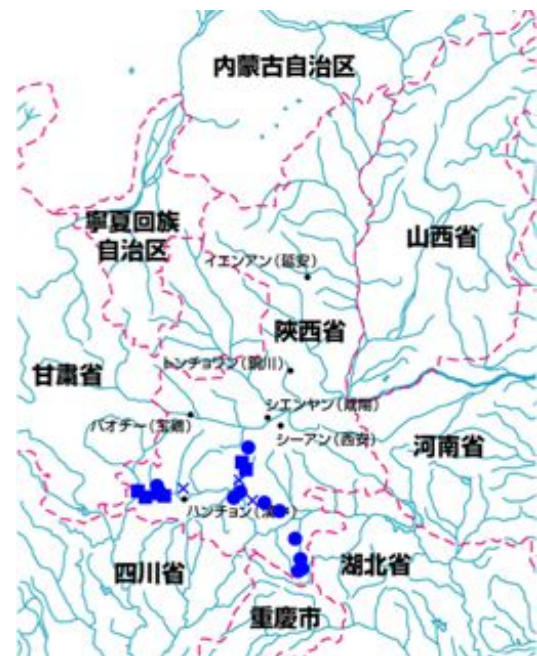 内蒙古自治区
寧夏回族
自治区
山西省
イエンアン(延安)
陝西省
甘粛省
トンチョワン(銅川)
シエンヤン(咸陽)
パオチー(宝鶏)
シーアン(西安)
河南省
ハンチョン(漢中)
四川省
湖北省
重慶市